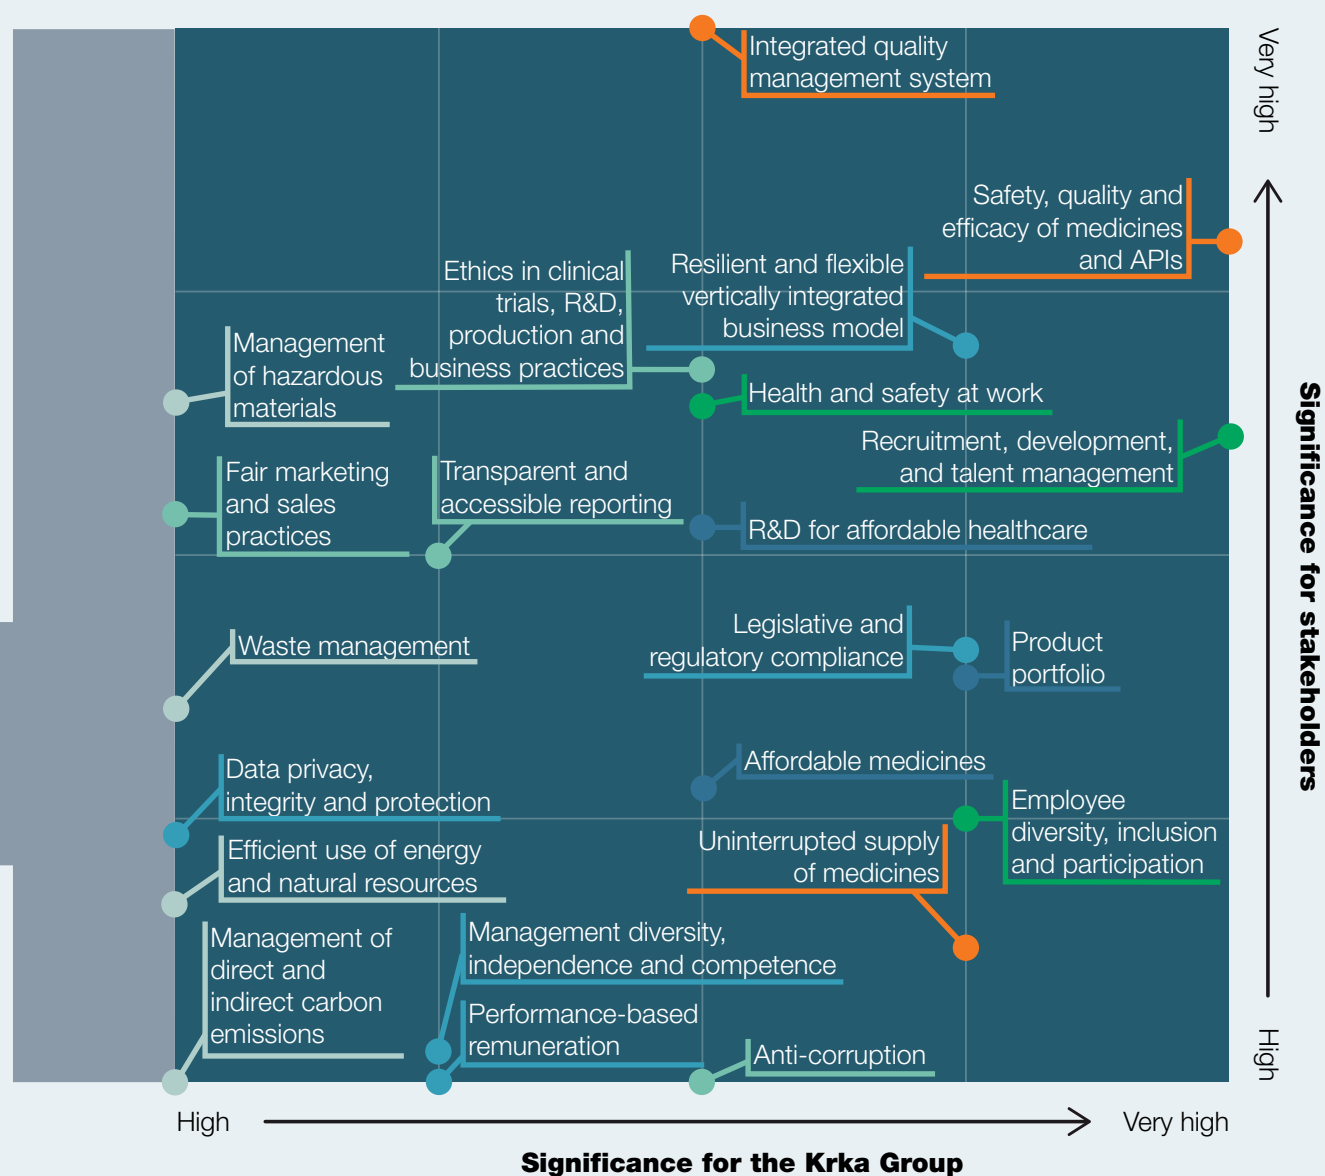 Integrated quality
management system
Very high
Safety, quality and
efficacy of medicines
and APIs
Ethics in clinical
trials, R&D,
production and
business practices
Resilient and flexible
vertically integrated
business model
Management
of hazardous
materials
Health and safety at work
Recruitment, development,
and talent management
Fair marketing
and sales
practices
Transparent and
accessible reporting
R&D for affordable healthcare
Significance for stakeholders
Legislative and
regulatory compliance
Product
portfolio
Waste management
Affordable medicines
Data privacy,
integrity and protection
Employee
diversity, inclusion
and participation
Uninterrupted supply
of medicines
Efficient use of energy
and natural resources
Management of
direct and
indirect carbon
emissions
Management diversity,
independence and competence
Performance-based
remuneration
Anti-corruption
High
High
Very high
Significance for the Krka Group